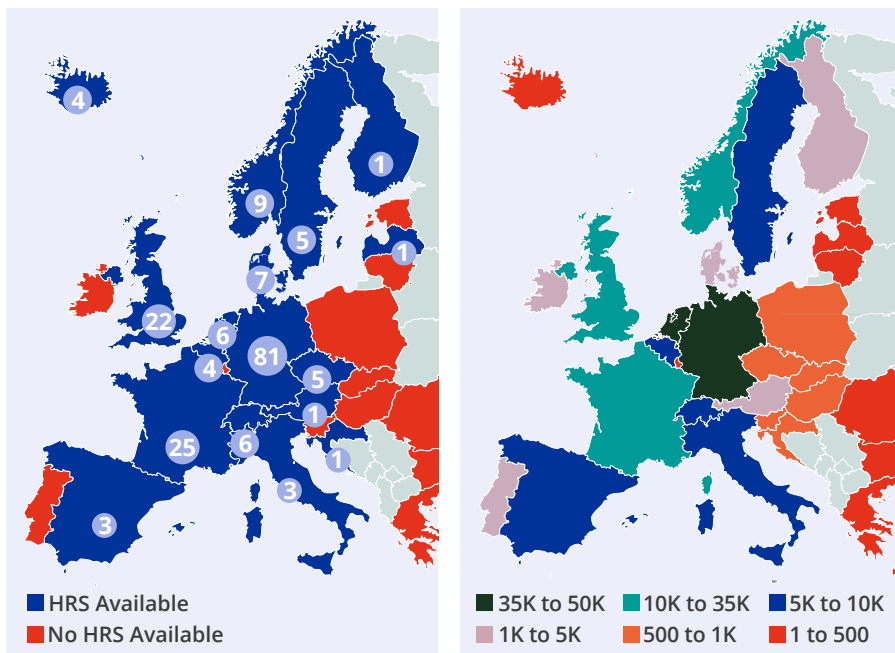 4
1
9
5
1
7
22
6
81
4
5
1
25
6
1
3
3
HRS Available
No HRS Available
35K to 50K
10K to 35K
5K to 10K
1K to 5K
500 to 1K
1 to 500